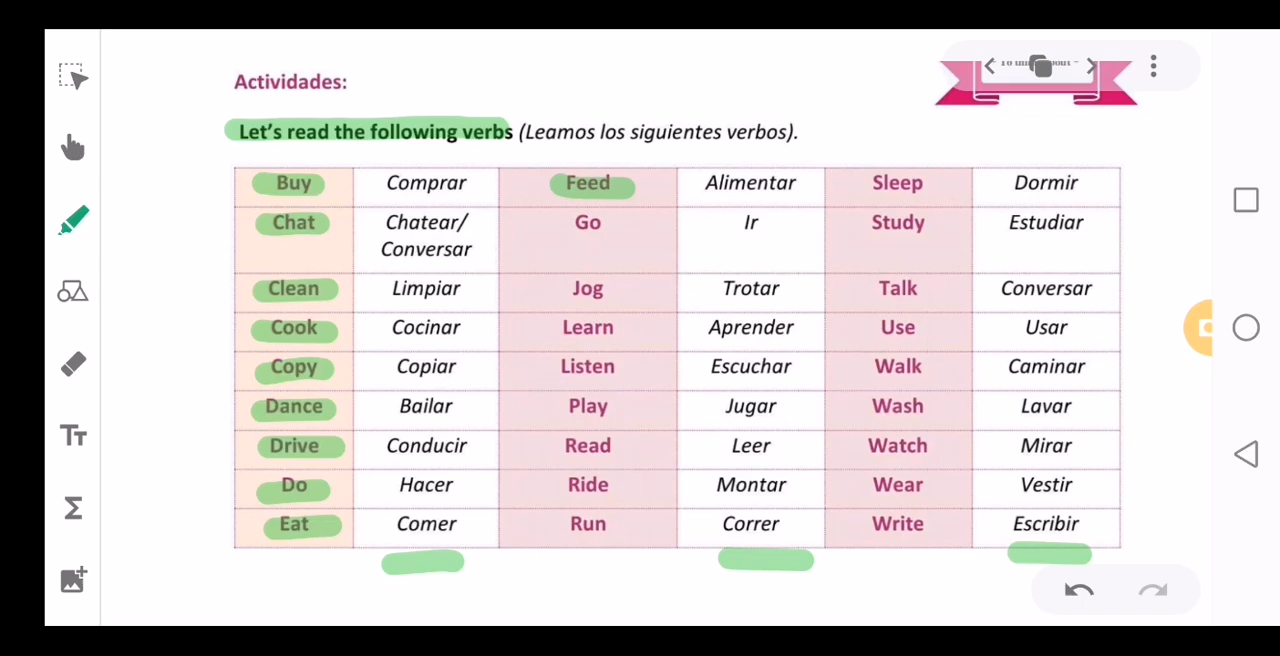 Actividades:
Let's read the following verbs (Leamos los siguientes verbos).
Buy Comprar Feed Alimentar Sleep Dormir
Chat Chatear/ Go Ir Study Estudiar
Conversar
Clean Limpiar Jog Trotar Talk Conversar
Cook Cocinar Learn Aprender Use Usar
Copy Copiar Listen Escuchar Walk Caminar
Dance Bailar Play Jugar Wash Lavar
Drive Conducir Read Leer Watch Mirar
Do Hacer Ride Montar Wear Vestir
Eat Comer Run Correr Write Escribir